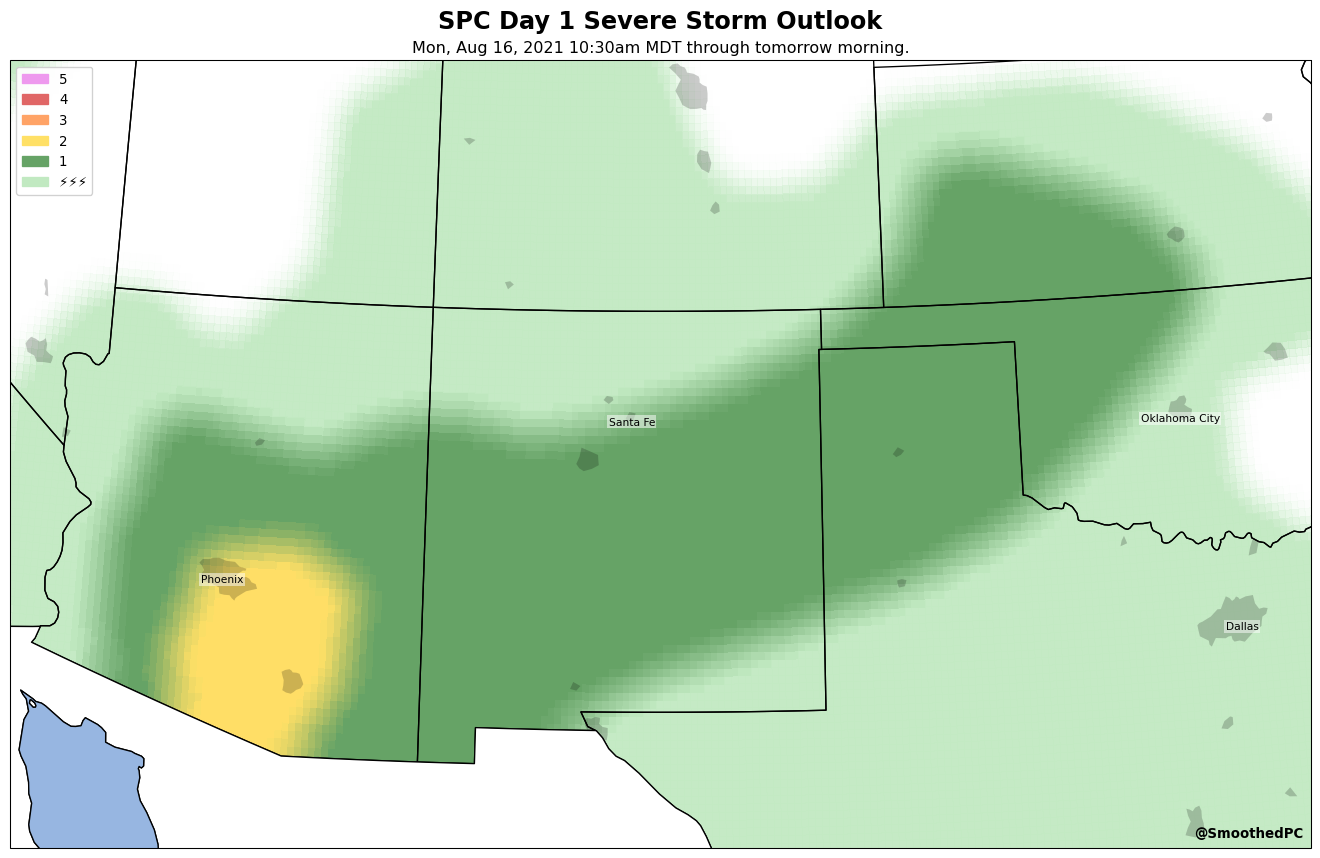 SPC Day 1 Severe Storm Outlook
Mon, Aug 16, 2021 10:30am MDT through tomorrow morning.
5
4
3
2
1
⚡⚡⚡
Santa Fe
Oklahoma City
Phoenix
Dallas
@SmoothedPC